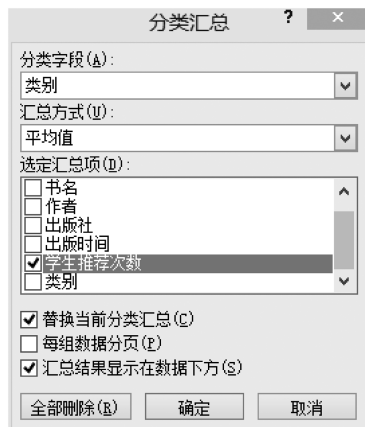 分类汇总 ? ×
分类字段(A):
类别
汇总方式(U):
平均值
选定汇总项(D):
书名
作者
出版社
出版时间
学生推荐次数
类别
替换当前分类汇总(C)
每组数据分页(P)
汇总结果显示在数据下方(S)
全部删除(R) 确定 取消